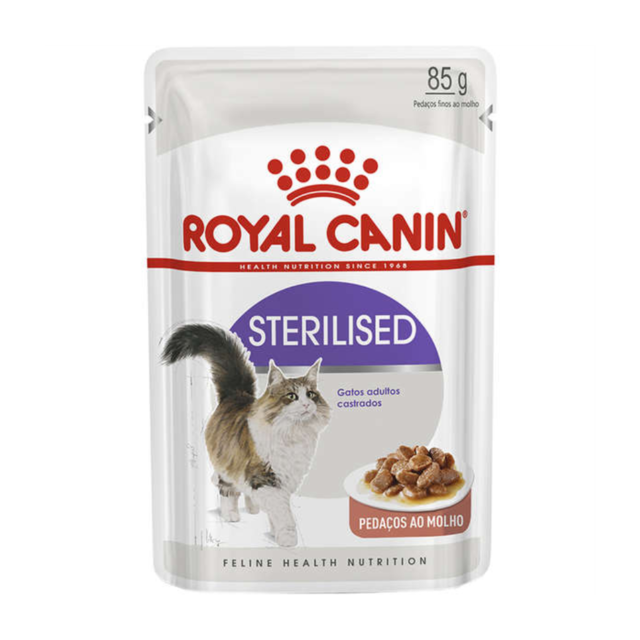 85 g
Pedaços finos ao molho
ROYAL CANIN®
HEALTH NUTRITION SINCE 1968
STERILISED
Gatos adultos
castrados
PEDAÇOS AO MOLHO
FELINE HEALTH NUTRITION